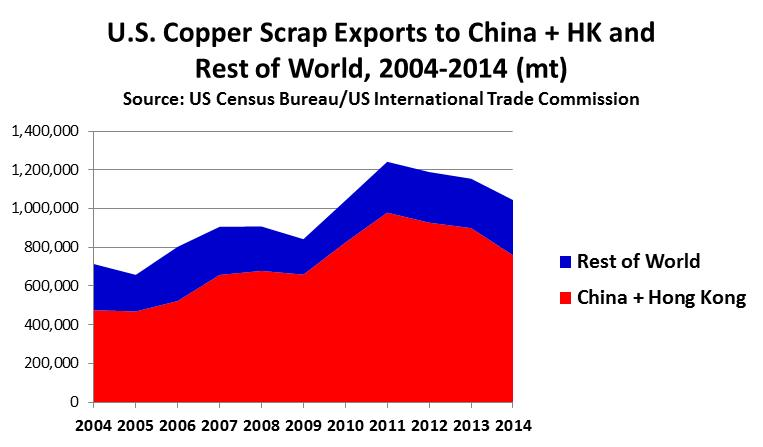 U.S. Copper Scrap Exports to China + HK and
Rest of World, 2004-2014 (mt)
Source: US Census Bureau/US International Trade Commission
1,400,000
1,200,000
1,000,000
800,000
600,000
400,000
200,000
0
2004 2005 2006 2007 2008 2009 2010 2011 2012 2013 2014
Rest of World
China + Hong Kong